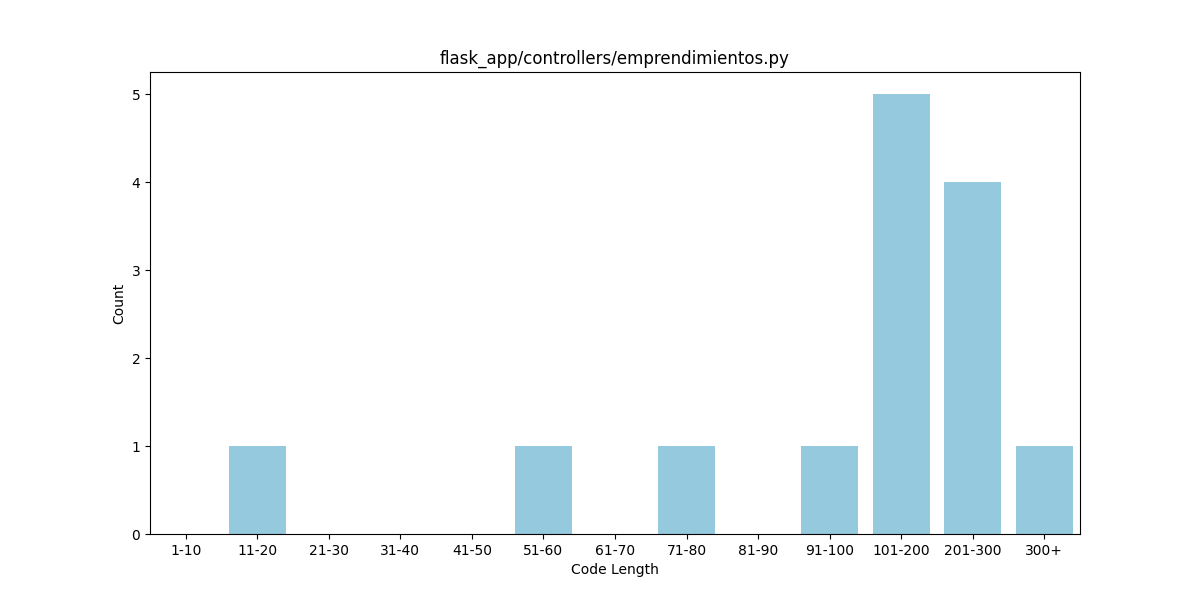 flask_app/controllers/emprendimientos.py
5
4
3
2
1
0
Count
1-10 11-20 21-30 31-40 41-50 51-60 61-70 71-80 81-90 91-100 101-200 201-300 300+
Code Length